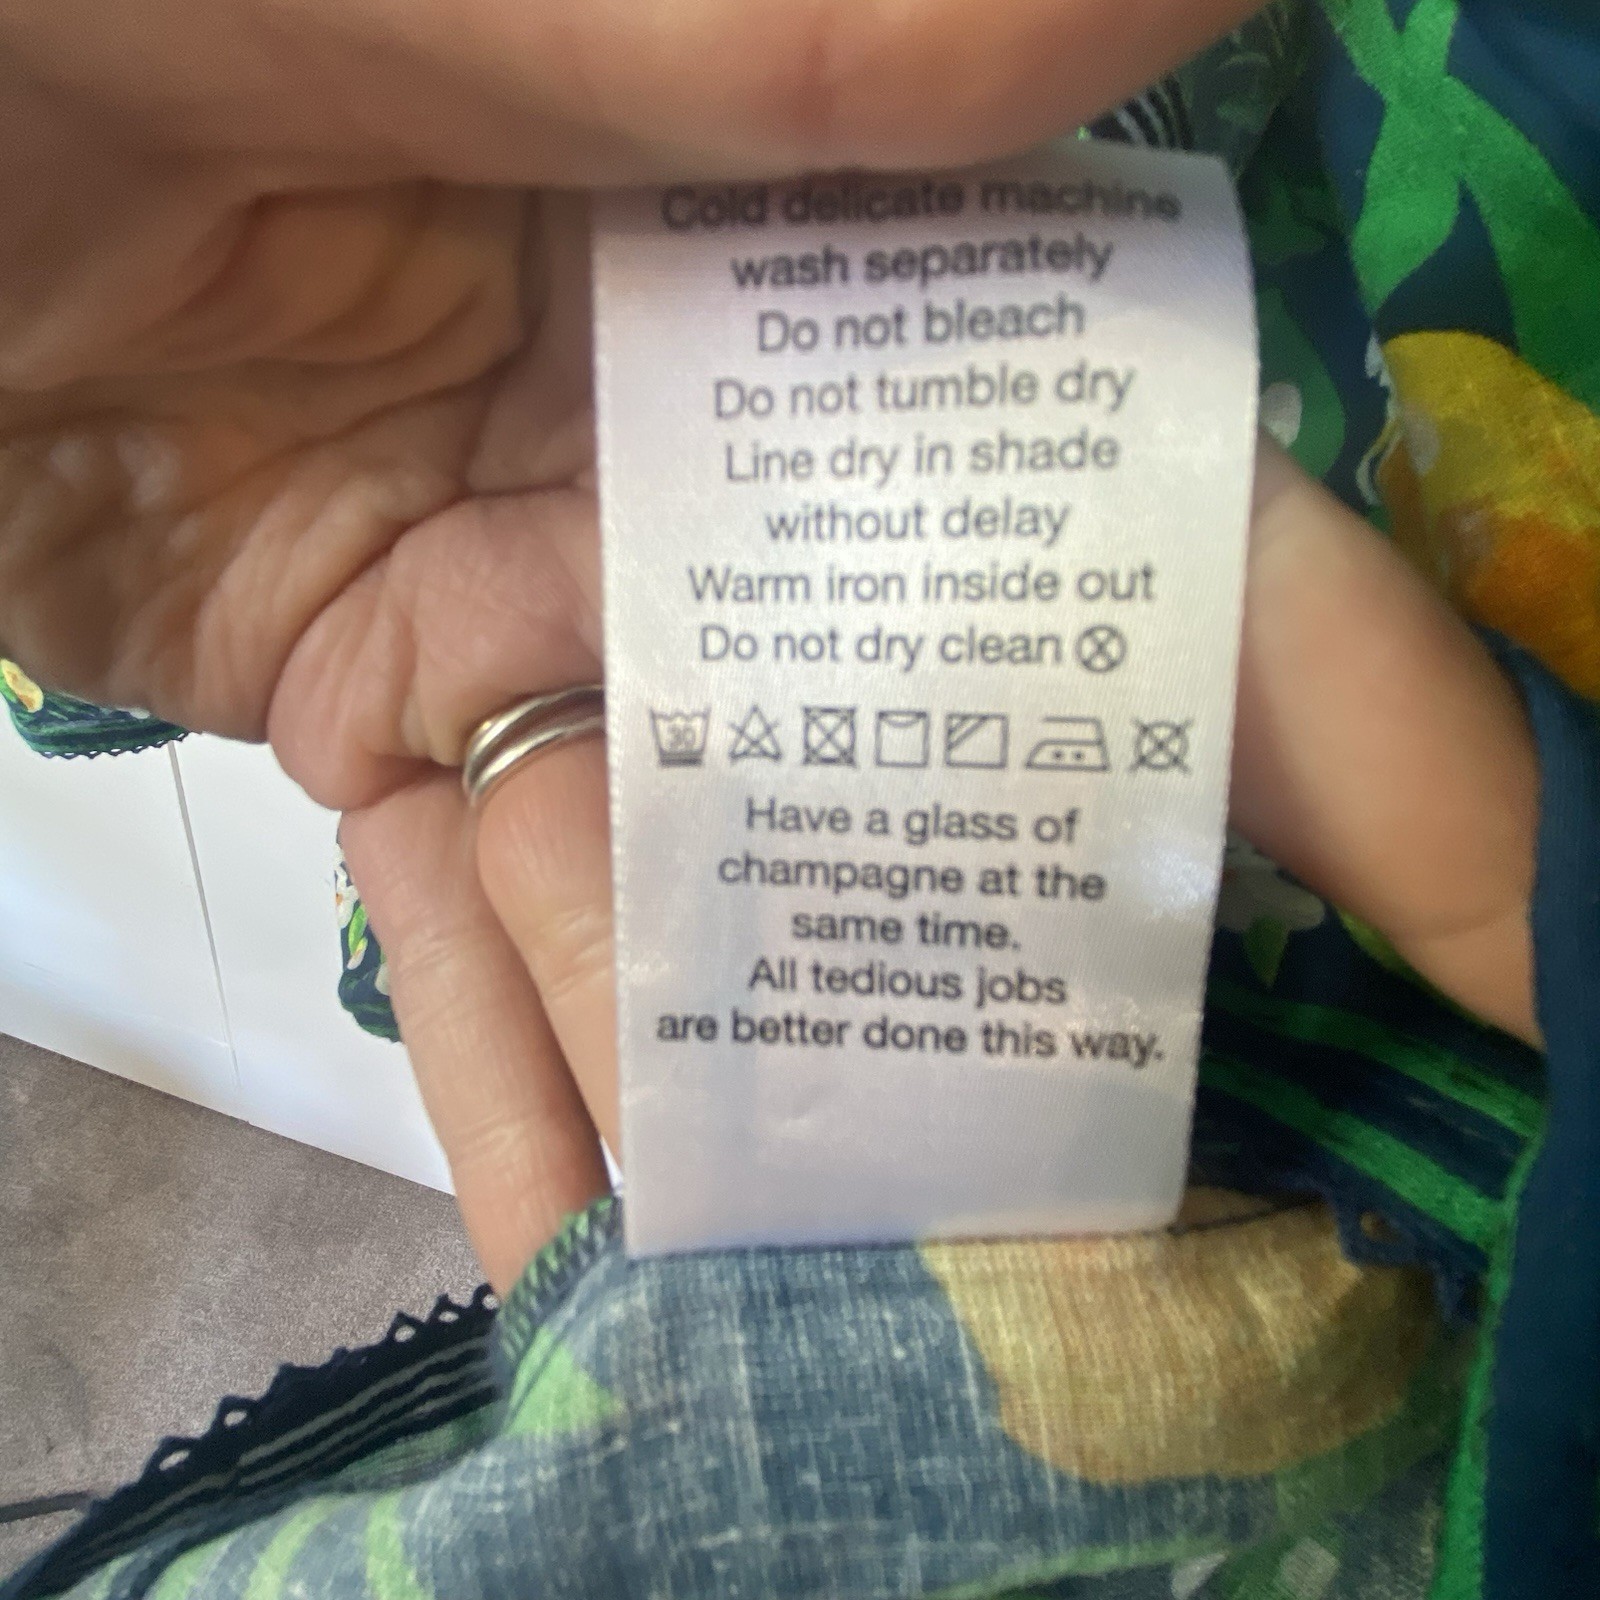 Cold delicate machine
wash separately
Do not bleach
Do not tumble dry
Line dry in shade
without delay
Warm iron inside out
Do not dry clean ⓧ
30
Have a glass of
champagne at the
same time.
All tedious jobs
are better done this way.